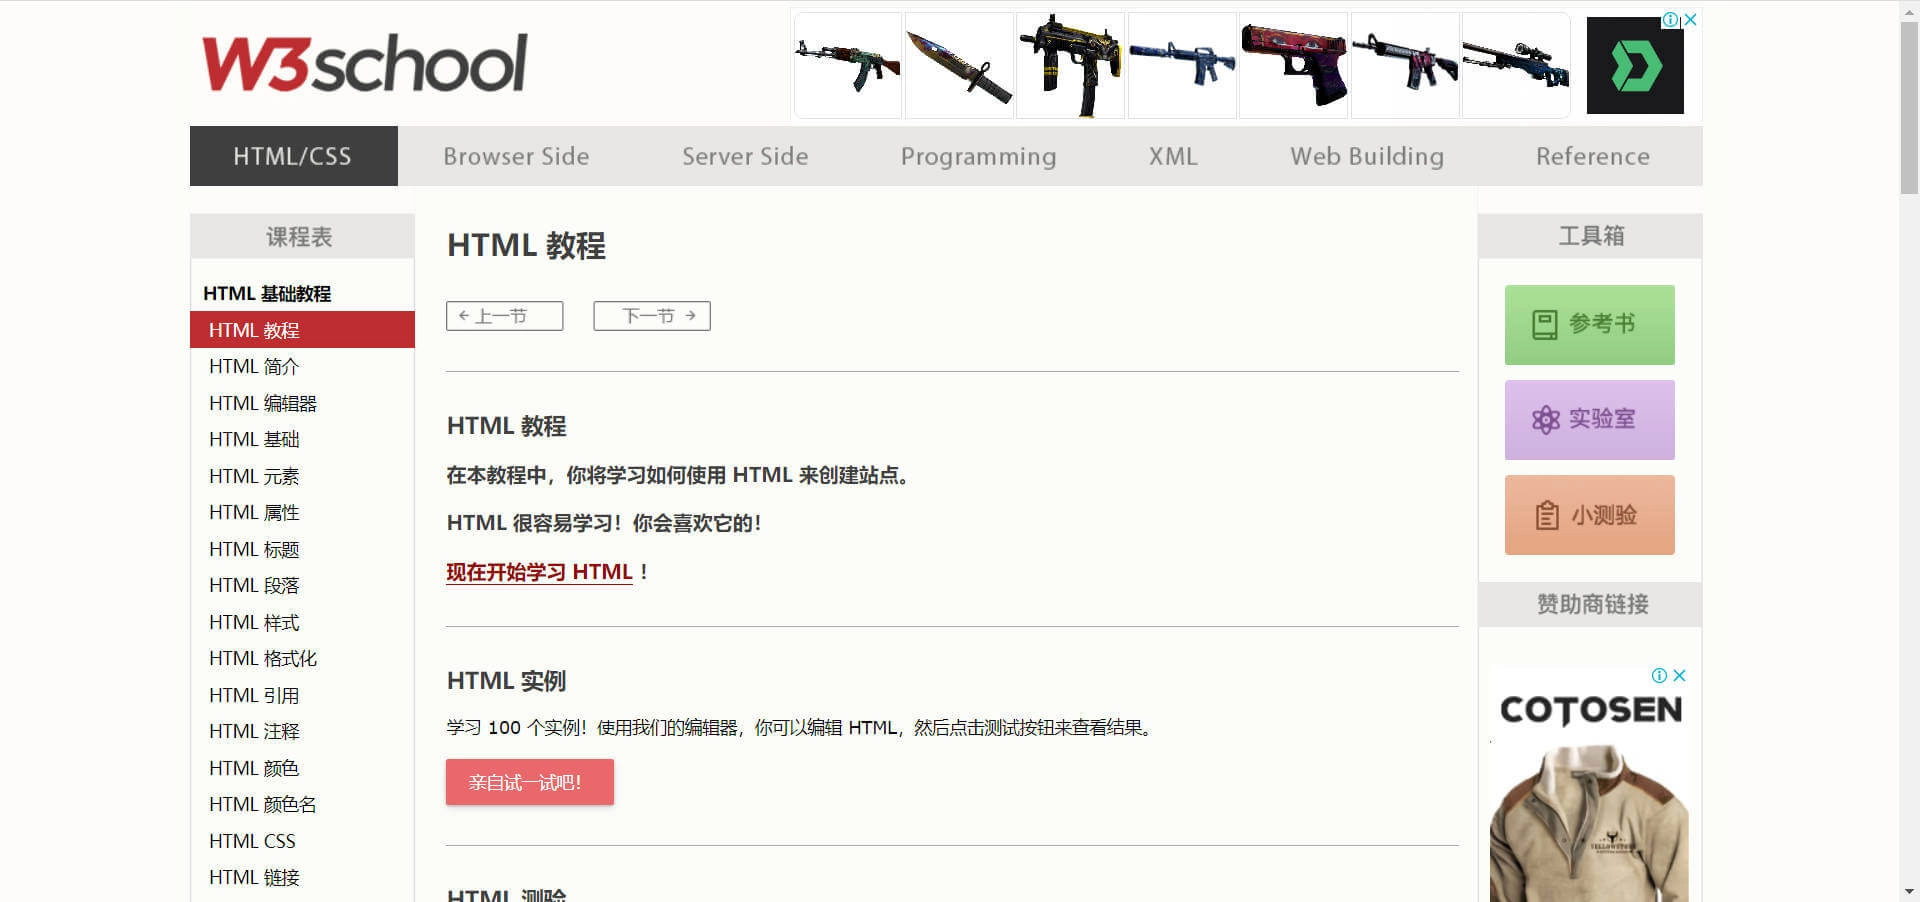 W3school
HTML/CSS
Browser Side
Server Side
Programming
XML
Web Building
Reference
课程表
HTML 基础教程
HTML 教程
HTML 简介
HTML 编辑器
HTML 基础
HTML 元素
HTML 属性
HTML 标题
HTML 段落
HTML 样式
HTML 格式化
HTML 引用
HTML 注释
HTML 颜色
HTML 颜色名
HTML CSS
HTML 链接
HTML 教程
上一节
下一节
HTML 教程
在本教程中，你将学习如何使用 HTML 来创建站点。
HTML 很容易学习！你会喜欢它的！
现在开始学习 HTML ！
HTML 实例
学习 100 个实例！使用我们的编辑器，你可以编辑 HTML，然后点击测试按钮来查看结果。
亲自试一试吧！
HTML 测验
工具箱
参考书
实验室
小测验
赞助商链接
COTOSEN
YELLOWSTONE